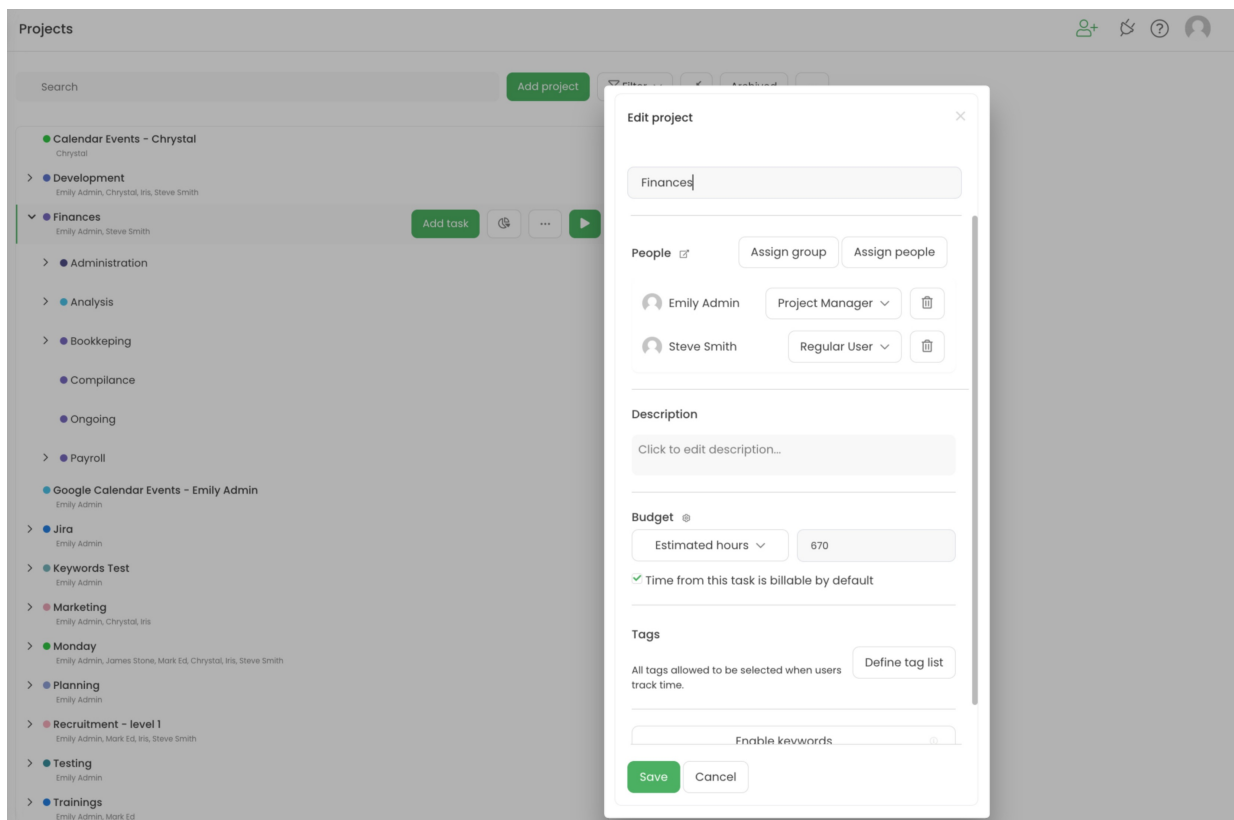 Projects
Search
Add project
Filter
Archived
Calendar Events - Chrystal
Chrystal
Development
Emily Admin, Chrystal, Iris, Steve Smith
Finances
Emily Admin, Steve Smith
Add task
Administration
Analysis
Bookkeping
Compliance
Ongoing
Payroll
Google Calendar Events - Emily Admin
Emily Admin
Jira
Emily Admin
Keywords Test
Emily Admin
Marketing
Emily Admin, Chrystal, Iris
Monday
Emily Admin, James Stone, Mark Ed, Chrystal, Iris, Steve Smith
Planning
Emily Admin
Recruitment - level 1
Emily Admin, Mark Ed, Iris, Steve Smith
Testing
Emily Admin
Trainings
Emily Admin, Mark Ed
Edit project
Finances
People
Assign group
Assign people
Emily Admin
Project Manager
Steve Smith
Regular User
Description
Click to edit description...
Budget
Estimated hours
670
Time from this task is billable by default
Tags
All tags allowed to be selected when users
track time.
Define tag list
Enable keywords
Save
Cancel